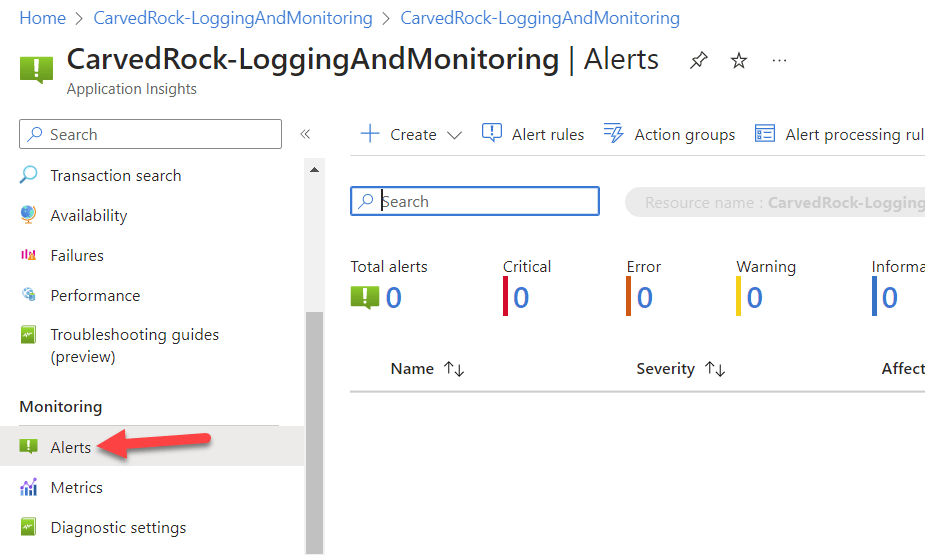 Home > CarvedRock-LoggingAndMonitoring > CarvedRock-LoggingAndMonitoring
CarvedRock-LoggingAndMonitoring | Alerts ...
Application Insights
Search «
Create Alert rules Action groups Alert processing rul
Transaction search
Availability
Failures
Performance
Troubleshooting guides
(preview)
Monitoring
Alerts
Metrics
Diagnostic settings
Search Resource name : CarvedRock-Logging
Total alerts Critical Error Warning Informa
0 0 0 0 0
Name ↑↓ Severity ↑↓ Affect